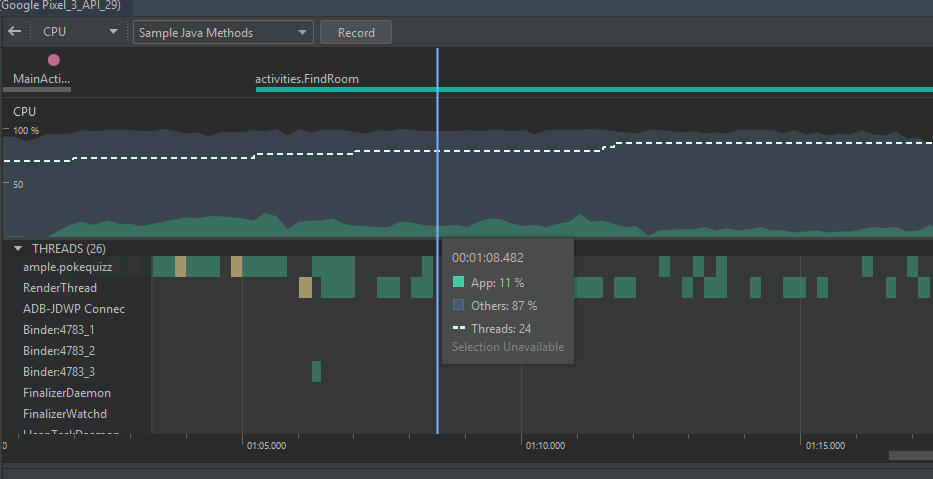 (Google Pixel_3_API_29)
CPU
Sample Java Methods
Record
MainActi...
activities.FindRoom
CPU
100 %
50
THREADS (26)
ample.pokequizz
RenderThread
ADB-JDWP Connec
Binder:4783_1
Binder:4783_2
Binder:4783_3
FinalizerDaemon
FinalizerWatchd
00:01:08.482
App: 11 %
Others: 87 %
Threads: 24
Selection Unavailable
0
01:05.000
01:10.000
01:15.000